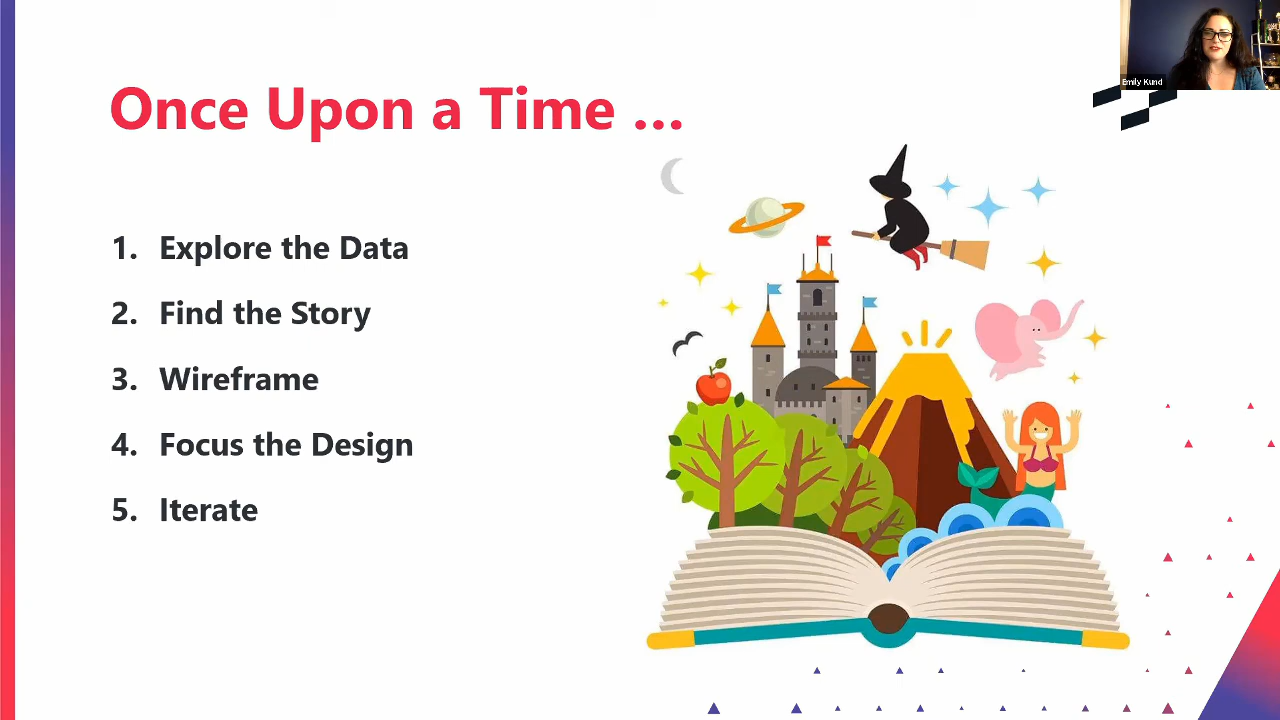 Emily Kund
Once Upon a Time ...
1. Explore the Data
2. Find the Story
3. Wireframe
4. Focus the Design
5. Iterate